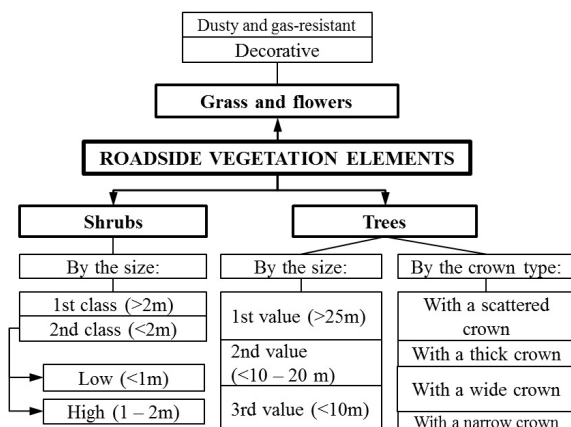 Dusty and gas-resistant
Decorative
Grass and flowers
ROADSIDE VEGETATION ELEMENTS
Shrubs
Trees
By the size:
By the size:
By the crown type:
1st class (>2m)
2nd class (<2m)
Low (<1m)
High (1 – 2m)
1st value (>25m)
2nd value
(<10 – 20 m)
3rd value (<10m)
With a scattered
crown
With a thick crown
With a wide crown
With a narrow crown